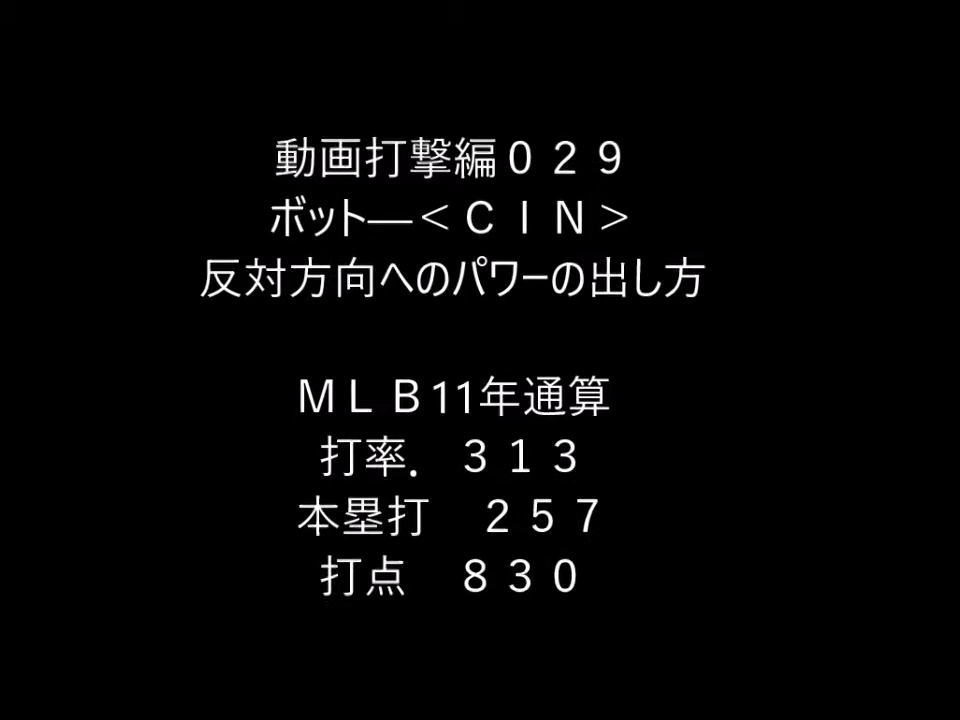 動画打撃編０２９
ボット―＜ＣＩＮ＞
反対方向へのパワーの出し方
ＭＬＢ11年通算
打率．　３１３
本塁打　２５７
打点　８３０